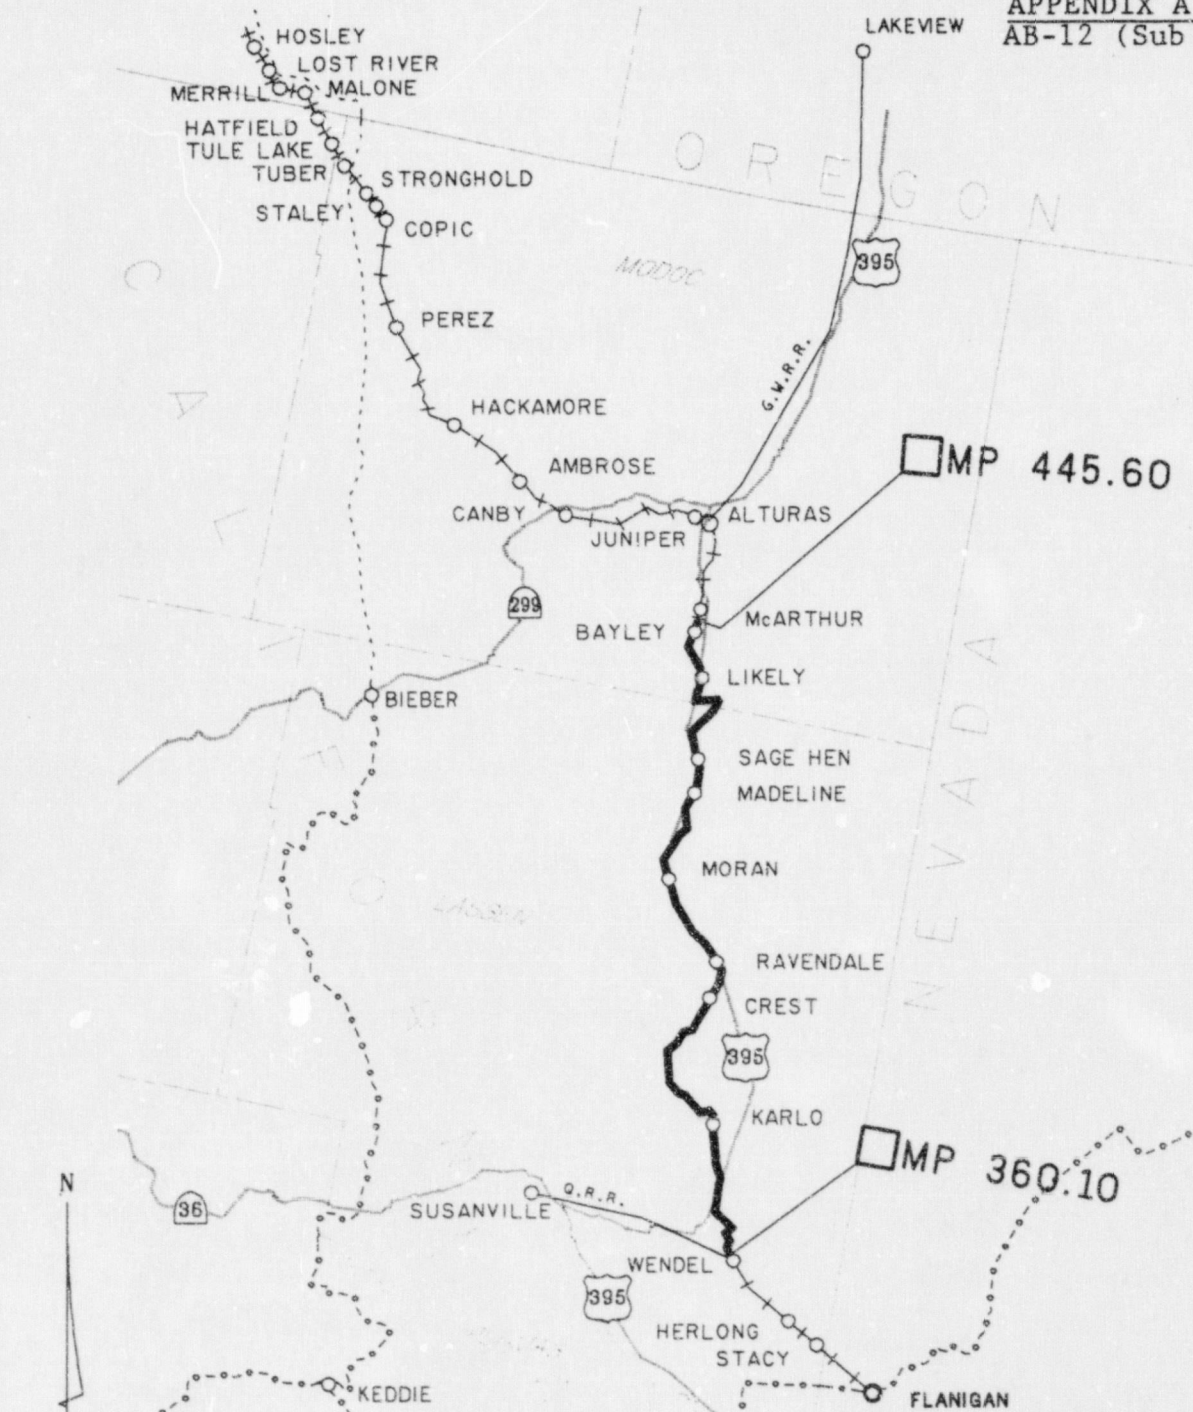 APPENDIX A
AB-12 (Sub
LAKEVIEW
HOSLEY
LOST RIVER
MERRILL
MALONE
HATFIELD
TULE LAKE
TUBER
STRONGHOLD
STALEY
COPIC
OREGON
MODOC
395
PEREZ
G.W.R.R.
HACKAMORE
AMBROSE
MP 445.60
CANBY
JUNIPER
ALTURAS
299
McARTHUR
BAYLEY
LIKELY
BIEBER
NEVADA
SAGE HEN
MADELINE
MORAN
LASSEN
RAVENDALE
CREST
395
KARLO
MP 360.10
N
36
Q.R.R.
SUSANVILLE
WENDEL
395
HERLONG
STACY
KEDDIE
FLANIGAN